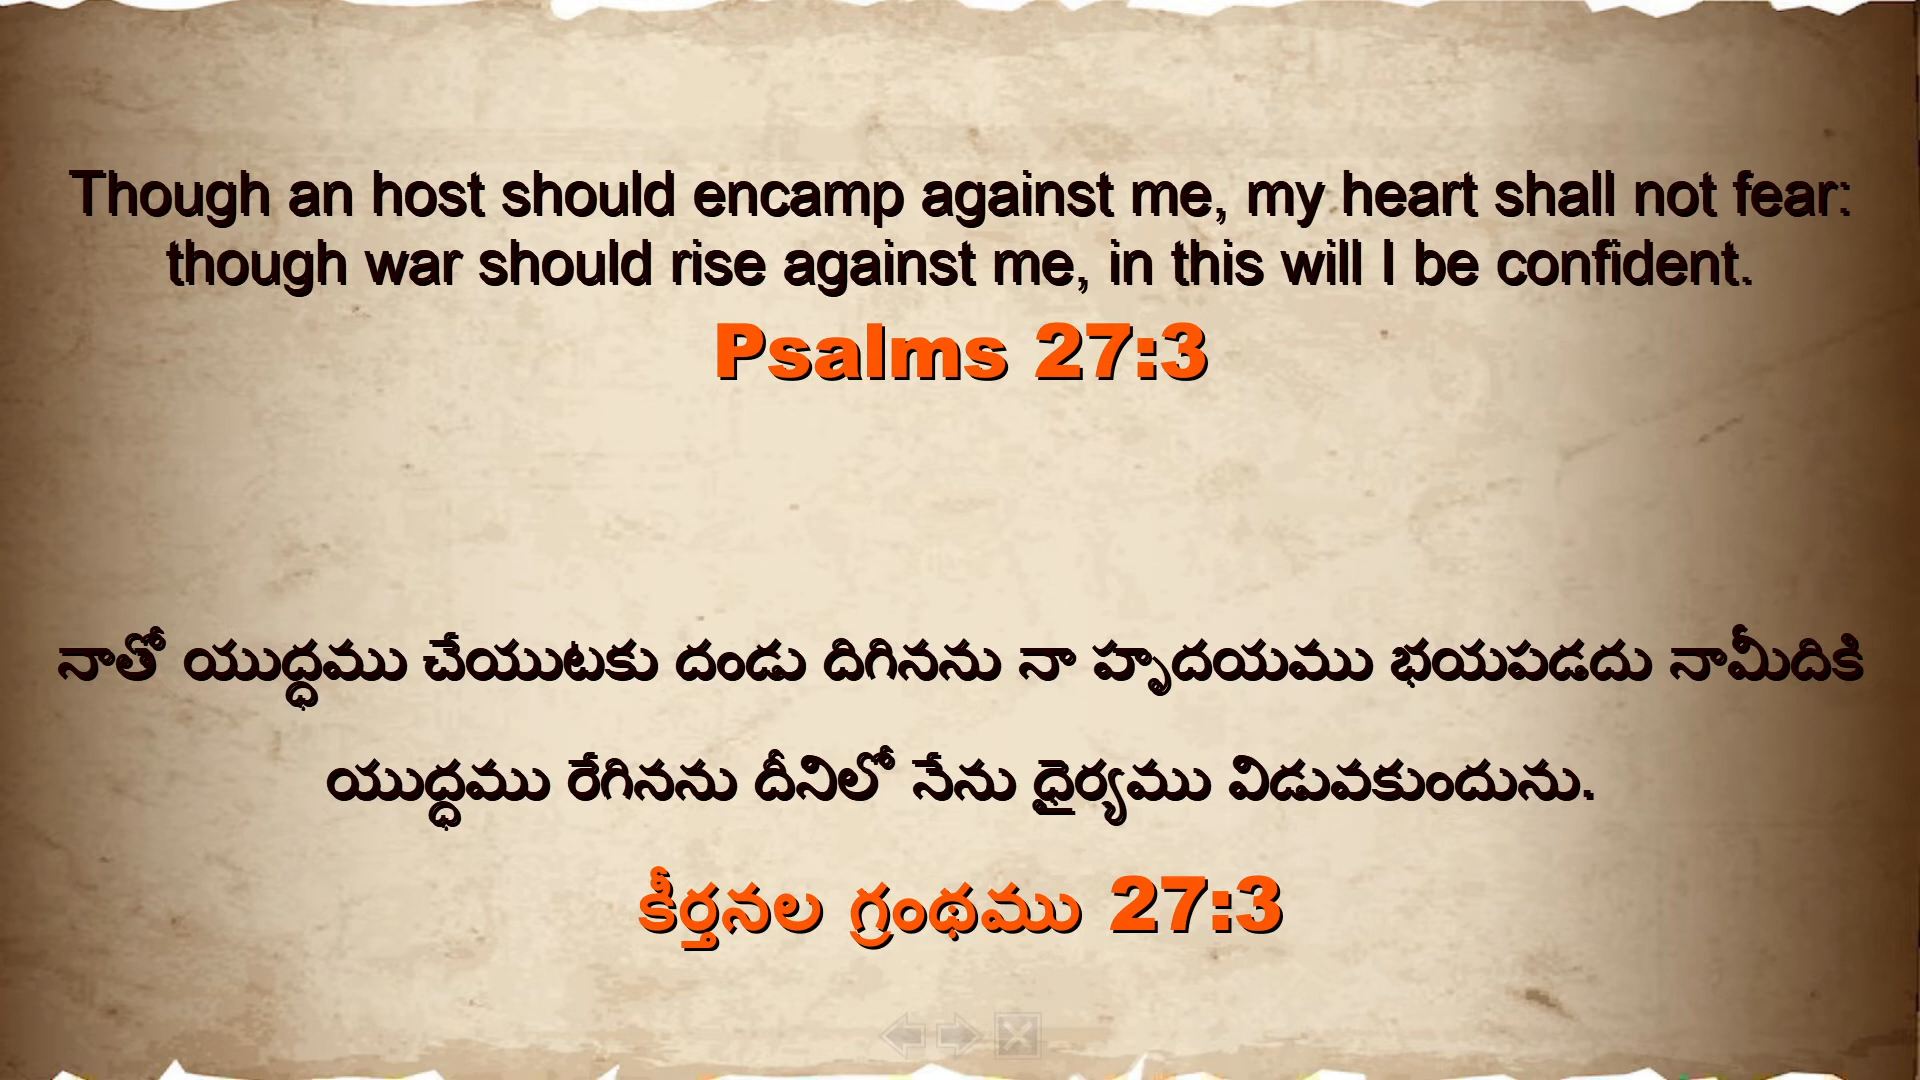 Though an host should encamp against me, my heart shall not fear:
though war should rise against me, in this will I be confident.
Psalms 27:3
నాతో యుద్ధము చేయుటకు దండు దిగినను నా హృదయము భయపడదు నామీదికి
యుద్ధము రేగినను దీనిలో నేను ధైర్యము విడువకుందును.
కీర్తనల గ్రంథము 27:3